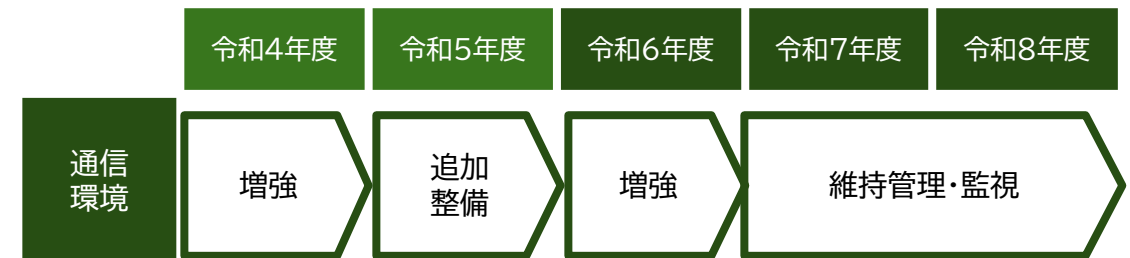 令和4年度 令和5年度 令和6年度 令和7年度 令和8年度
通信
環境
増強
追加
整備
増強
維持管理・監視